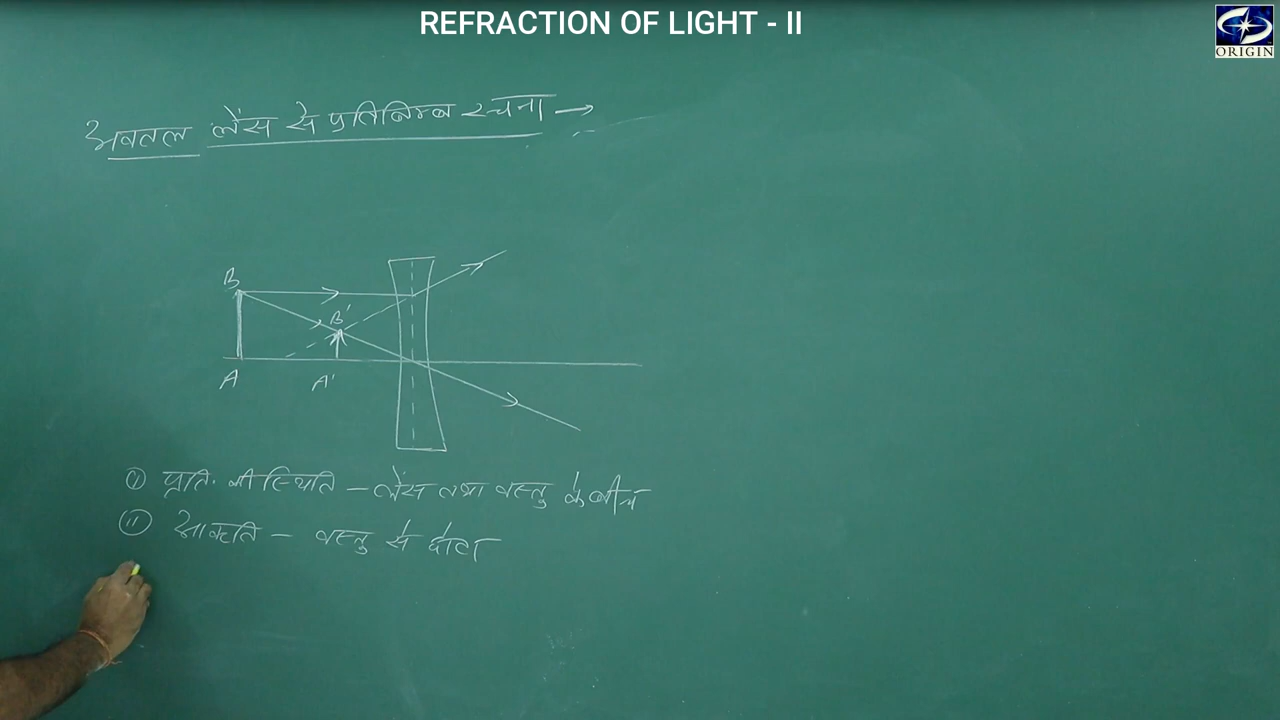 REFRACTION OF LIGHT - II
ORIGIN
अवतल लेंस से प्रतिबिम्ब रचना →
B
B'
A
A'
(i) प्रति. की स्थिति – लेंस तथा वस्तु के बीच
(ii) आकृति – वस्तु से छोटा